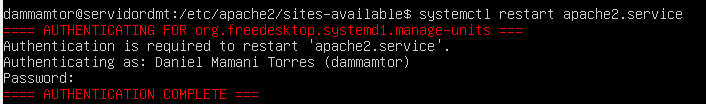 dammamtor@servidordmt:/etc/apache2/sites-available$ systemctl restart apache2.service
==== AUTHENTICATING FOR org.freedesktop.systemd1.manage-units ===
Authentication is required to restart 'apache2.service'.
Authenticating as: Daniel Mamani Torres (dammamtor)
Password:
==== AUTHENTICATION COMPLETE ===